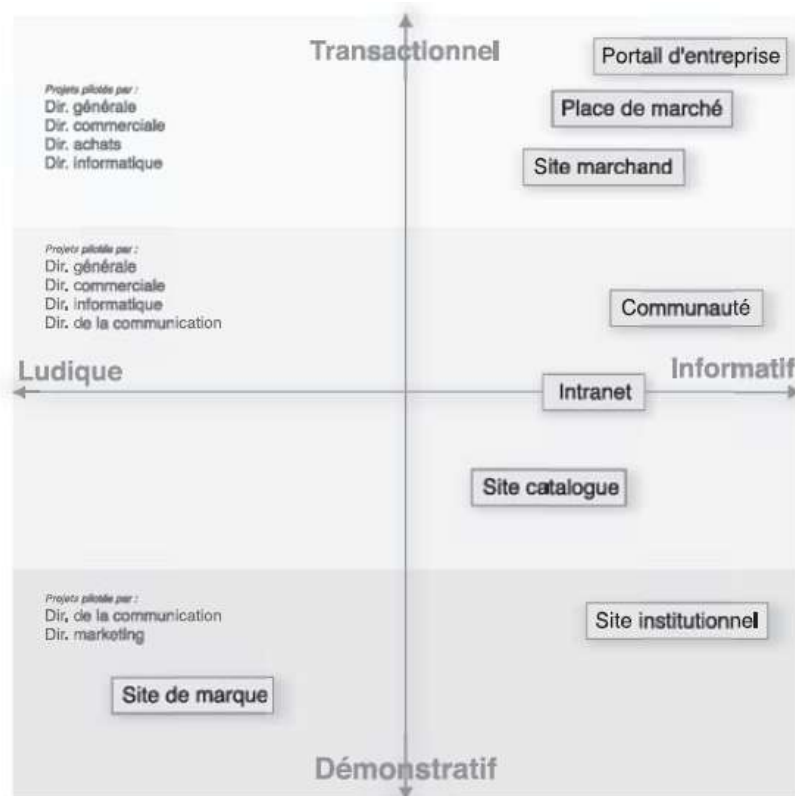 Transactionnel
Portail d'entreprise
Projets pilotés par :
Dir. générale
Dir. commerciale
Dir. achats
Dir. informatique
Place de marché
Site marchand
Projets pilotés par :
Dir. générale
Dir. commerciale
Dir. informatique
Dir. de la communication
Communauté
Ludique
Informatif
Intranet
Site catalogue
Projets pilotés par :
Dir. de la communication
Dir. marketing
Site institutionnel
Site de marque
Démonstratif